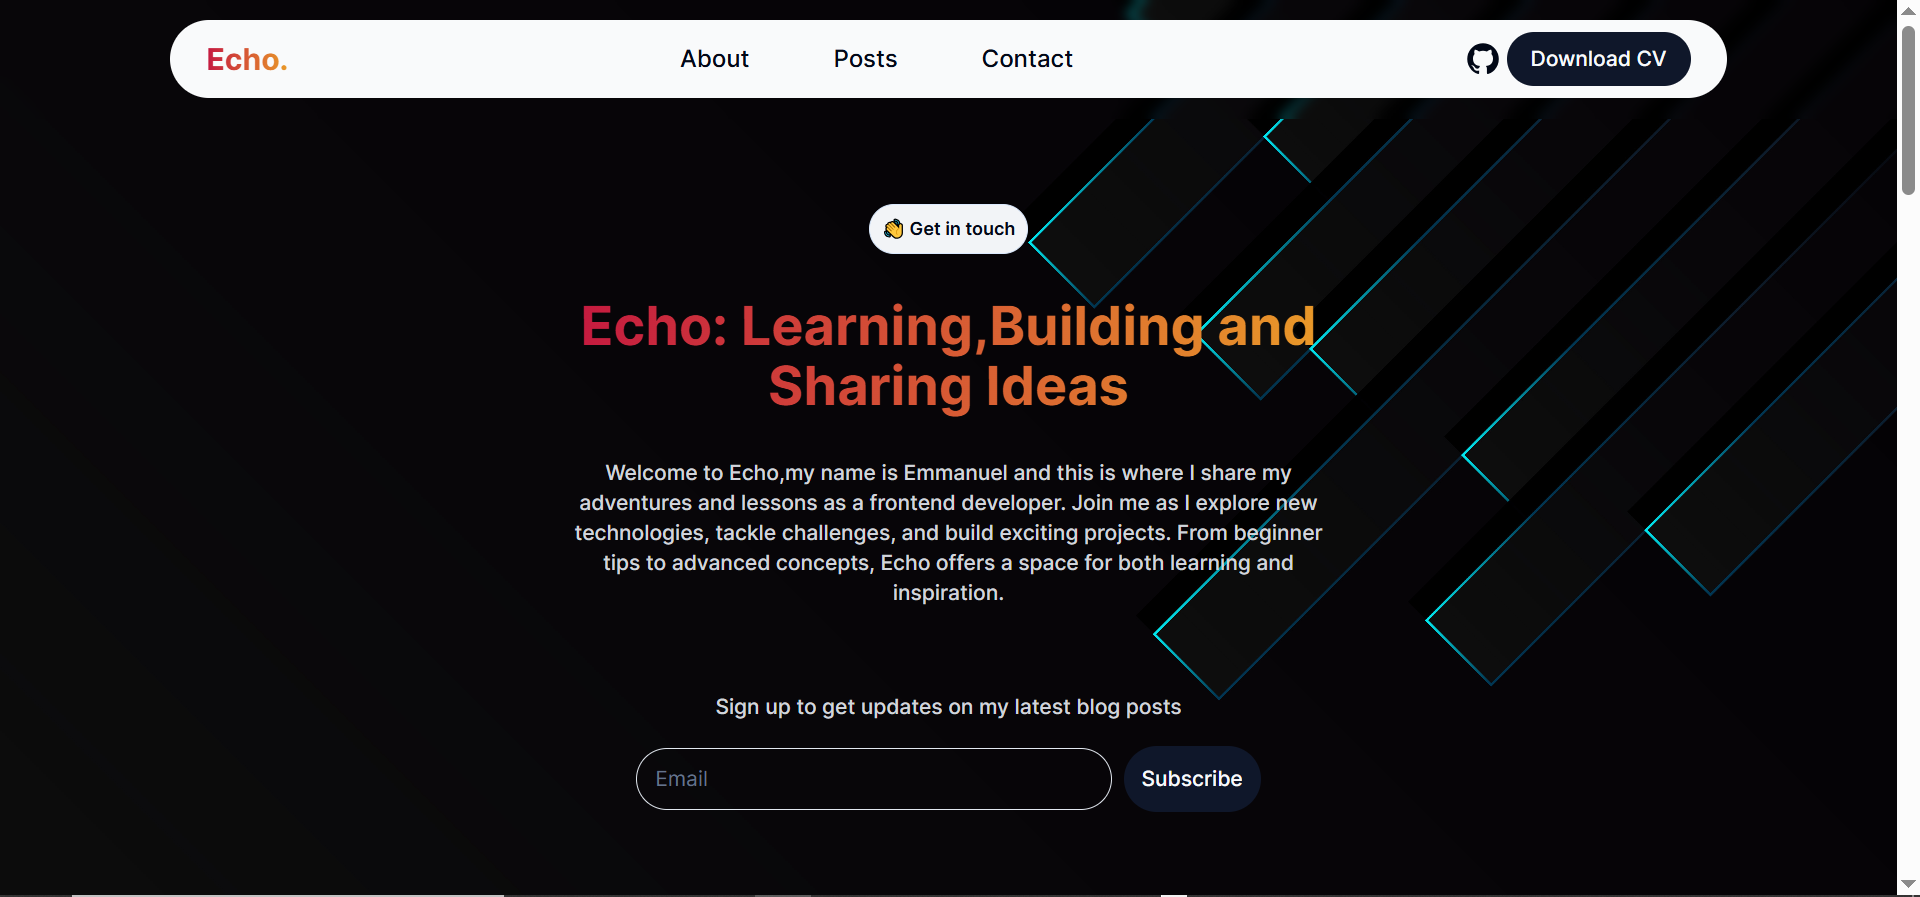 Echo.
About Posts Contact
Download CV
👏 Get in touch
Echo: Learning,Building and
Sharing Ideas
Welcome to Echo,my name is Emmanuel and this is where I share my
adventures and lessons as a frontend developer. Join me as I explore new
technologies, tackle challenges, and build exciting projects. From beginner
tips to advanced concepts, Echo offers a space for both learning and
inspiration.
Sign up to get updates on my latest blog posts
Email
Subscribe